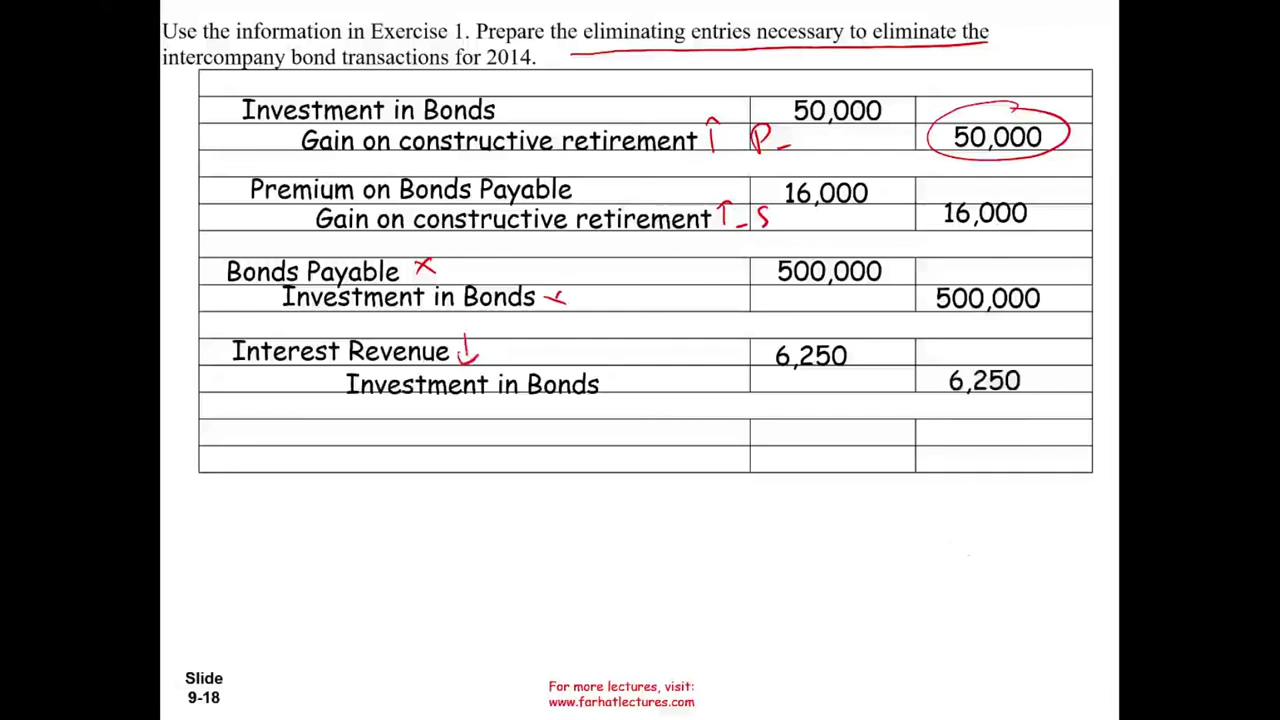 Use the information in Exercise 1. Prepare the eliminating entries necessary to eliminate the
intercompany bond transactions for 2014.
Investment in Bonds 50,000
Gain on constructive retirement P 50,000
Premium on Bonds Payable 16,000
Gain on constructive retirement S 16,000
Bonds Payable 500,000
Investment in Bonds 500,000
Interest Revenue 6,250
Investment in Bonds 6,250
Slide
9-18
For more lectures, visit:
www.farhatlectures.com